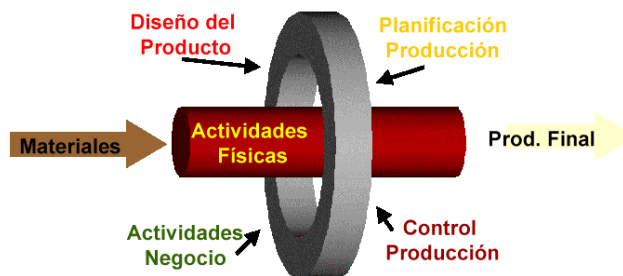 Diseño del
Producto
Planificación
Producción
Materiales
Actividades
Físicas
Prod. Final
Actividades
Negocio
Control
Producción